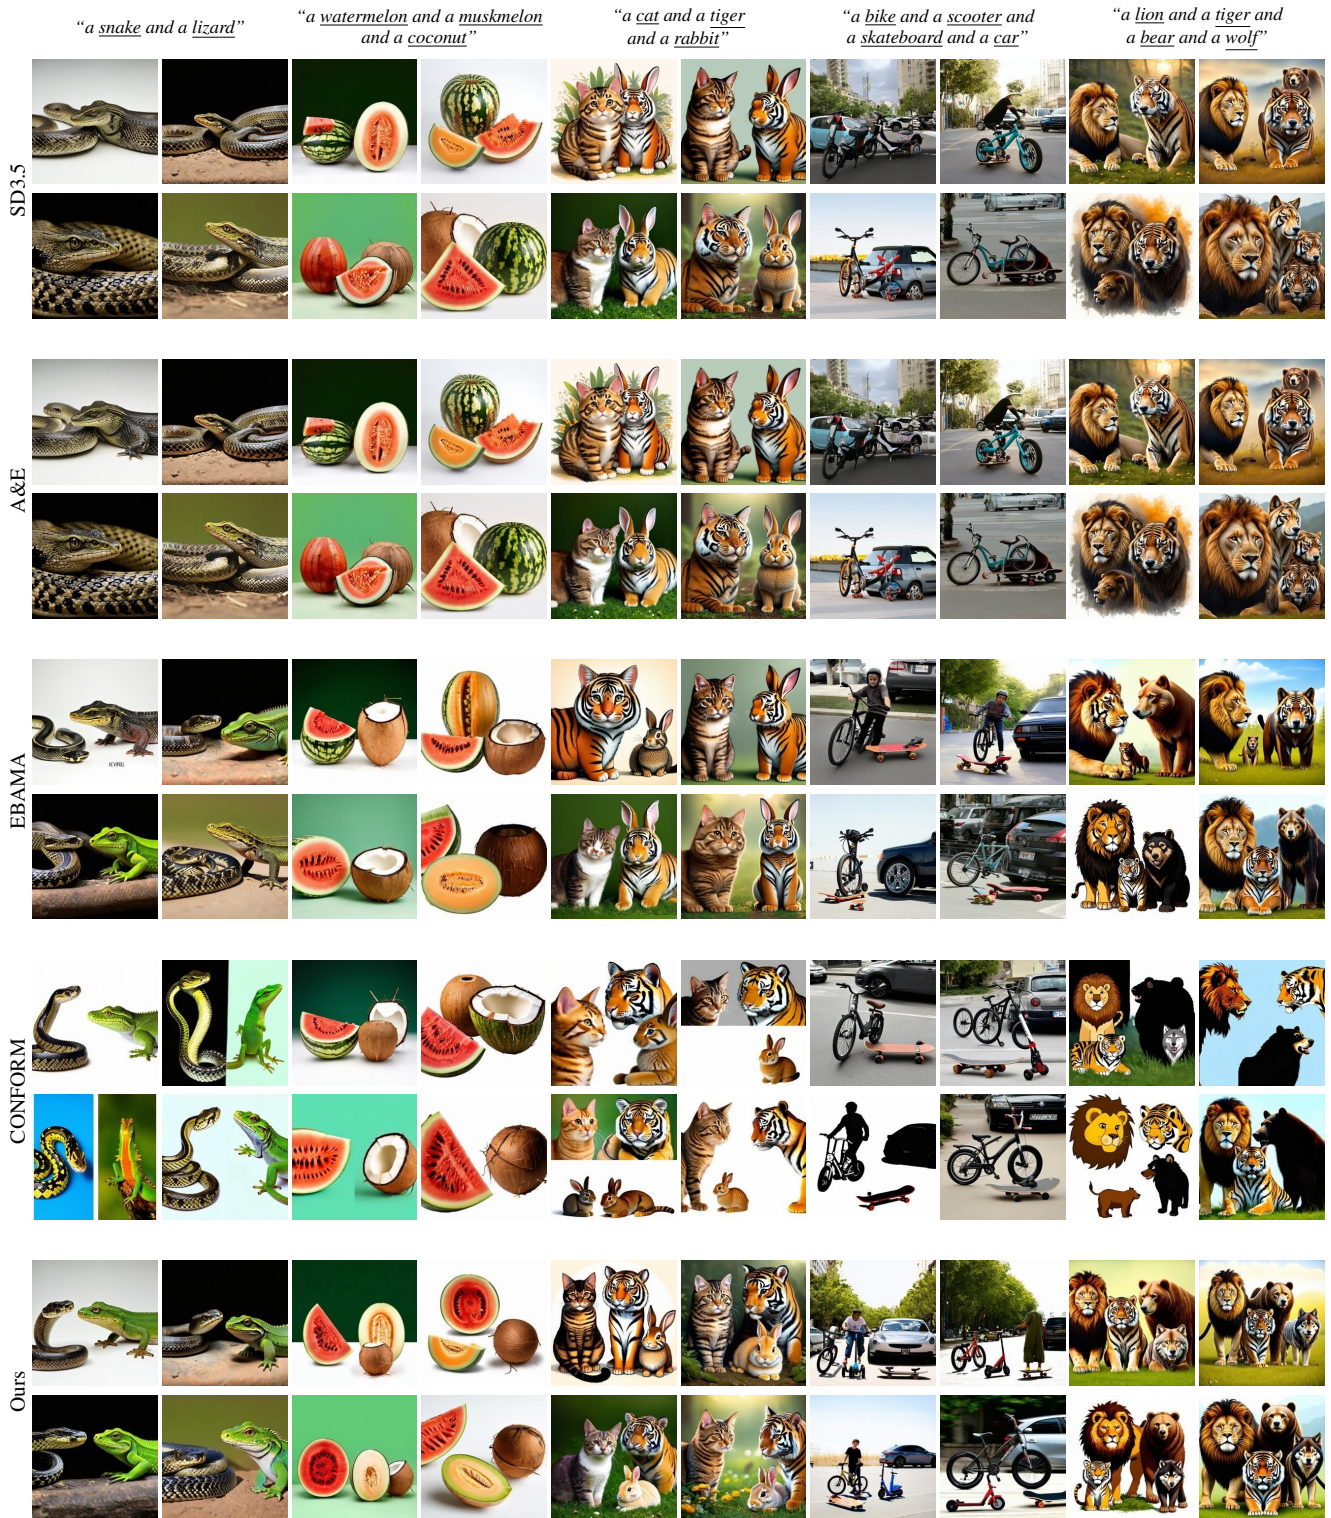 “a snake and a lizard”
“a watermelon and a muskmelon
and a coconut”
“a cat and a tiger
and a rabbit”
“a bike and a scooter and
a skateboard and a car”
“a lion and a tiger and
a bear and a wolf”
SD3.5
A&E
EBAMA
CONFORM
Ours